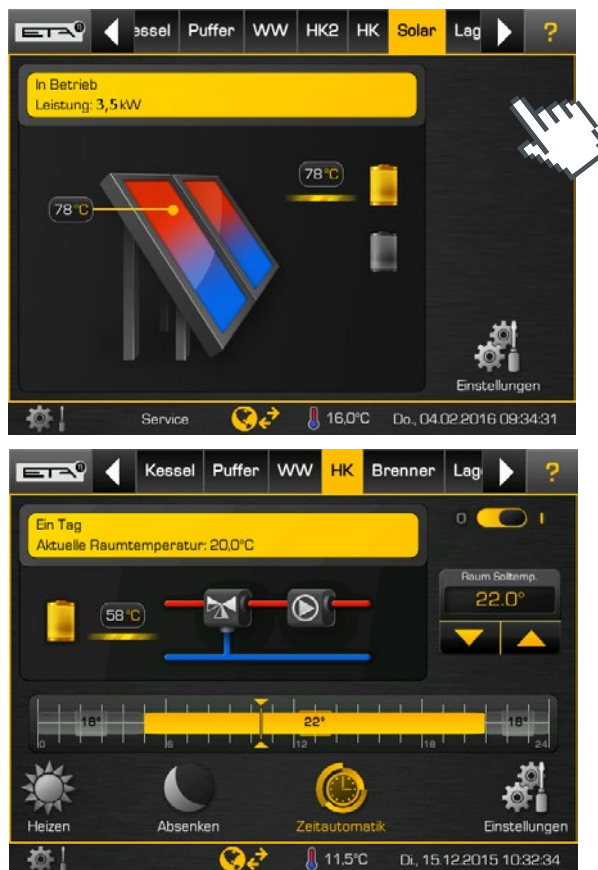 ETA
essel Puffer WW HK2 HK Solar Lag ?
In Betrieb
Leistung: 3,5kW
78°C
78°C
Einstellungen
Service 16,0°C Do., 04.02.2016 09:34:31
ETA
Kessel Puffer WW HK Brenner Lag ?
Ein Tag
Aktuelle Raumtemperatur: 20,0°C
0 I
Raum Solltemp.
22.0°
58°C
18° 22° 18°
0 6 12 18 24
Heizen Absenken Zeitautomatik Einstellungen
11,5°C Di., 15.12.2015 10:32:34